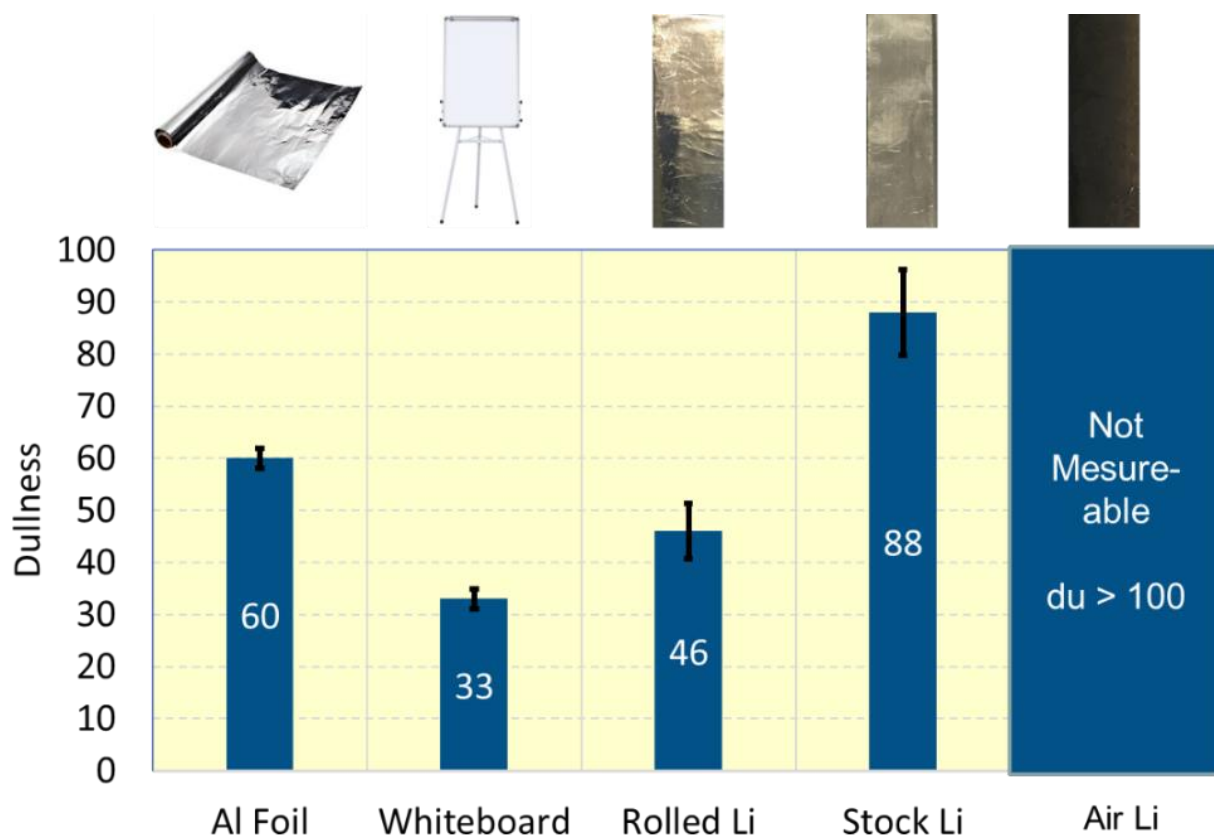 100
90
80
70
60
50
40
30
20
10
0
Dullness
60
33
46
88
Not
Mesure-
able
du > 100
Al Foil
Whiteboard
Rolled Li
Stock Li
Air Li